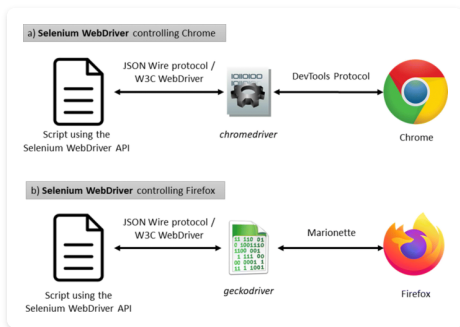 a) Selenium WebDriver controlling Chrome
JSON Wire protocol /
W3C WebDriver
DevTools Protocol
Script using the
Selenium WebDriver API
chromedriver
Chrome
b) Selenium WebDriver controlling Firefox
JSON Wire protocol /
W3C WebDriver
Marionette
Script using the
Selenium WebDriver API
geckodriver
Firefox